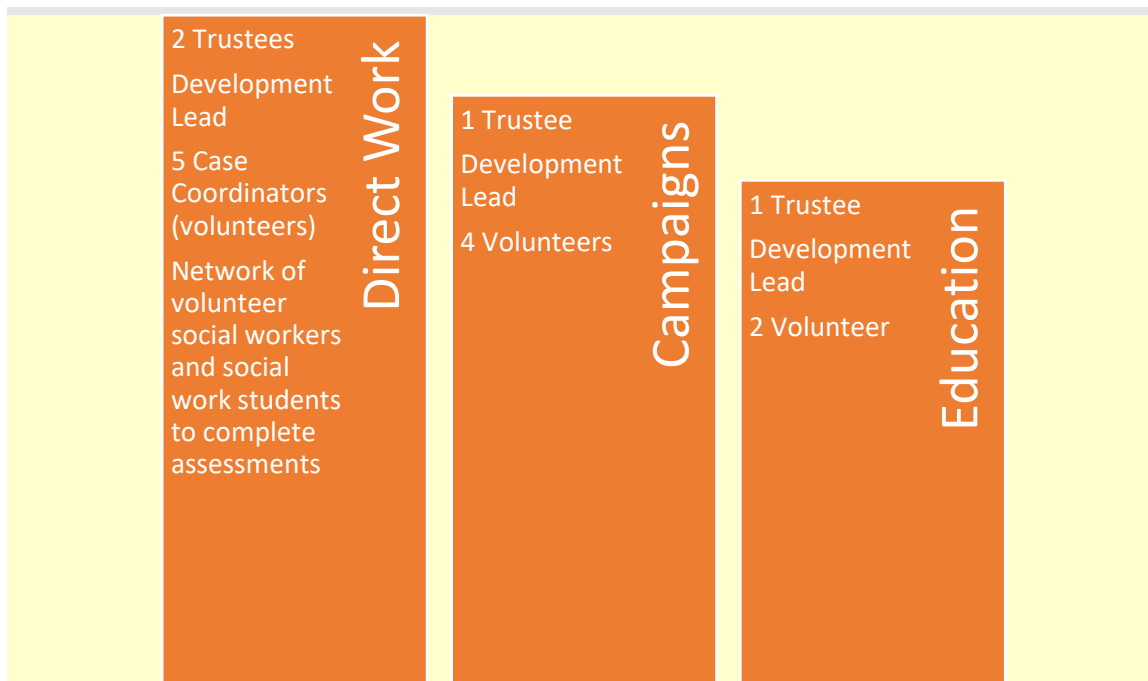 2 Trustees
Development
Lead
5 Case
Coordinators
(volunteers)
Network of
volunteer
social workers
and social
work students
to complete
assessments
Direct Work
1 Trustee
Development
Lead
4 Volunteers
Campaigns
1 Trustee
Development
Lead
2 Volunteer
Education